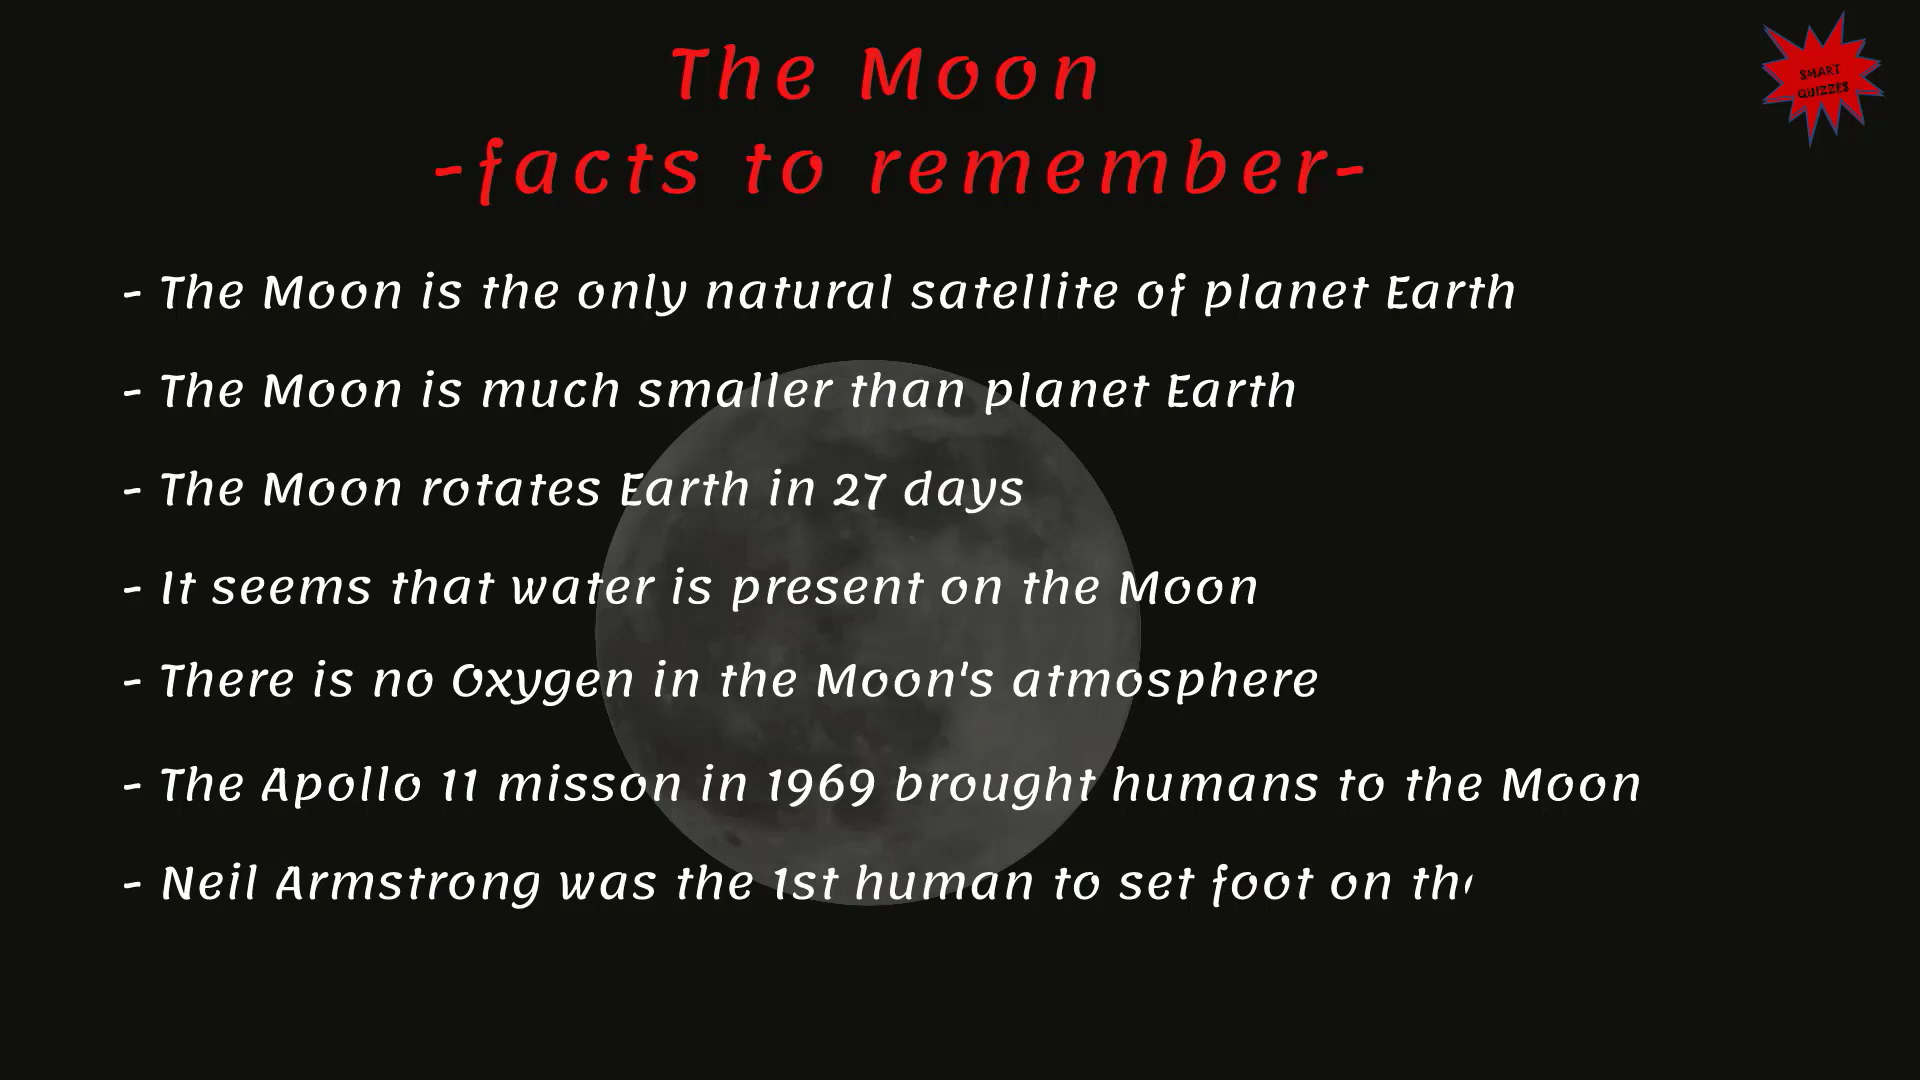 The Moon
-facts to remember-
SMART
QUIZZES
- The Moon is the only natural satellite of planet Earth
- The Moon is much smaller than planet Earth
- The Moon rotates Earth in 27 days
- It seems that water is present on the Moon
- There is no Oxygen in the Moon's atmosphere
- The Apollo 11 misson in 1969 brought humans to the Moon
- Neil Armstrong was the 1st human to set foot on